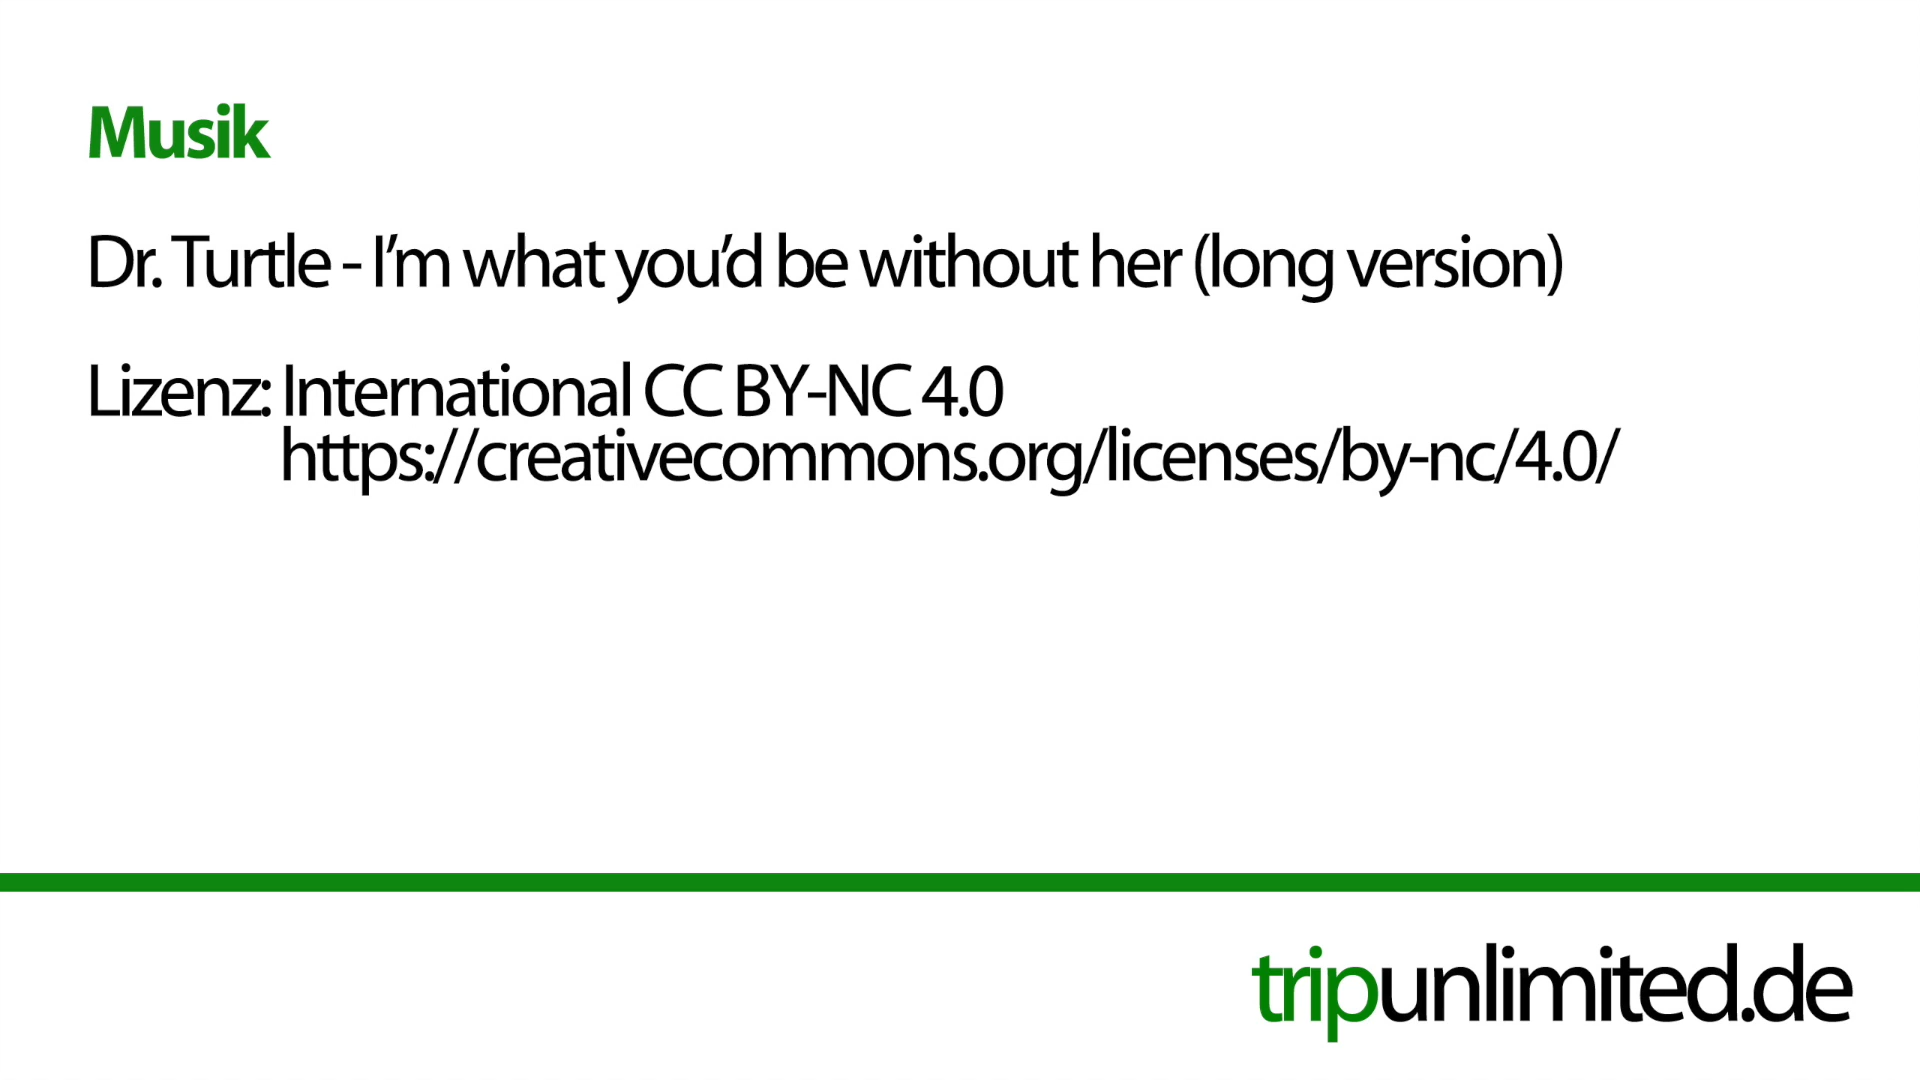 Musik
Dr. Turtle - I’m what you’d be without her (long version)
Lizenz: International CC BY-NC 4.0
https://creativecommons.org/licenses/by-nc/4.0/
tripunlimited.de